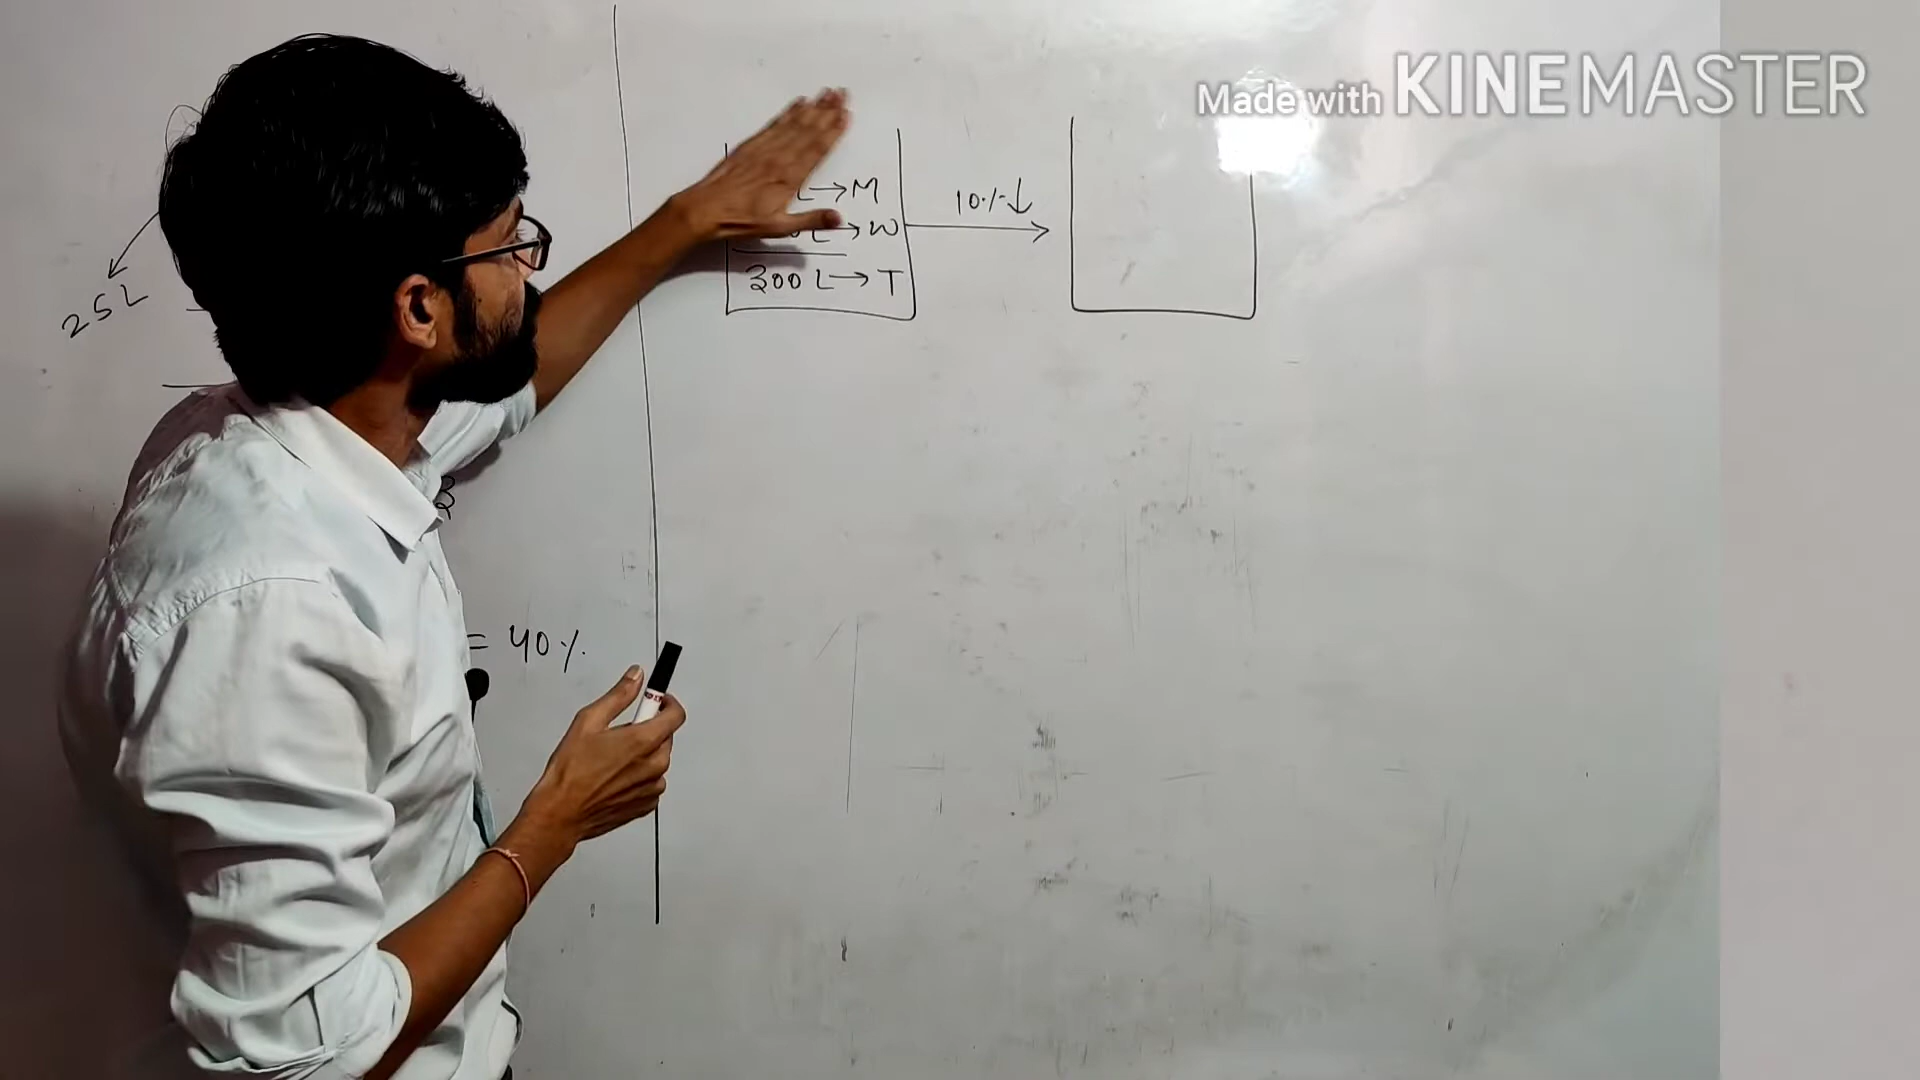 Made with KINEMASTER
L→M
10%↓
L→W
300 L→T
25L
= 40%